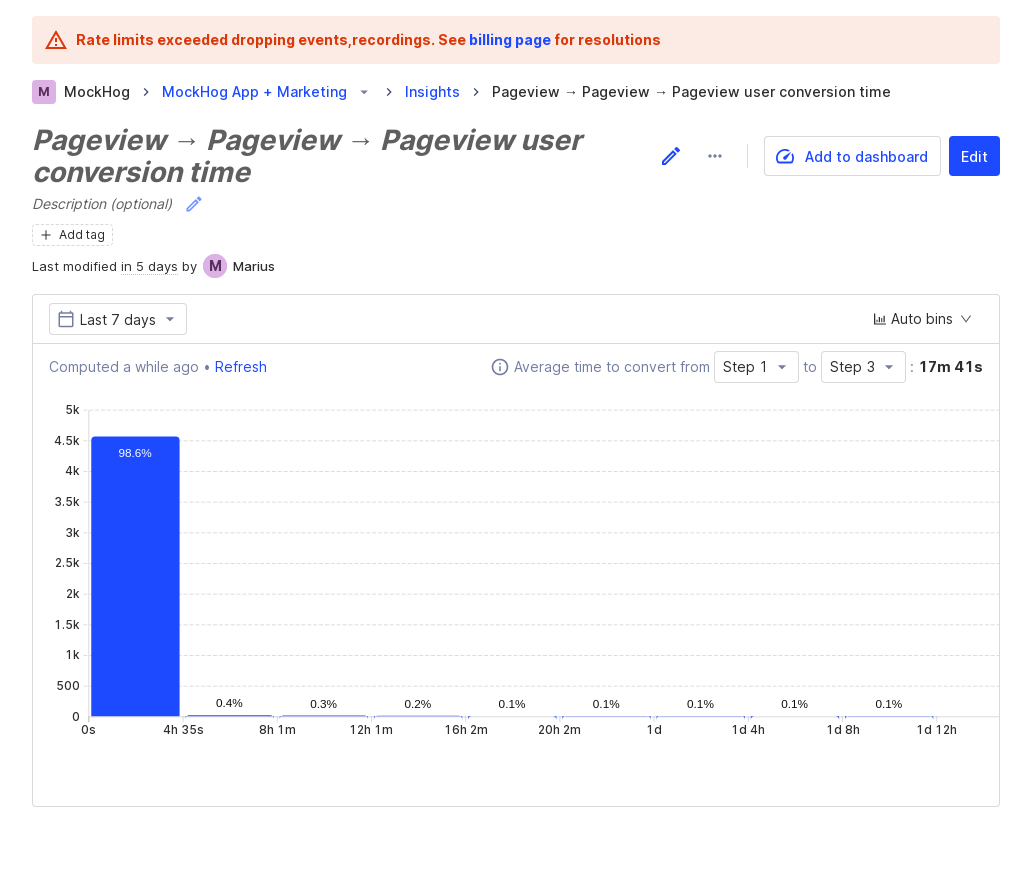 Rate limits exceeded dropping events,recordings. See billing page for resolutions
M MockHog MockHog App + Marketing Insights Pageview → Pageview → Pageview user conversion time
Pageview → Pageview → Pageview user
conversion time
Add to dashboard
Edit
Description (optional)
Add tag
Last modified in 5 days by M Marius
Last 7 days
Auto bins
Computed a while ago • Refresh
Average time to convert from Step 1 to Step 3 : 17m 41s
5k
4.5k
4k
3.5k
3k
2.5k
2k
1.5k
1k
500
0
98.6%
0.4%
0.3%
0.2%
0.1%
0.1%
0.1%
0.1%
0.1%
0s
4h 35s
8h 1m
12h 1m
16h 2m
20h 2m
1d
1d 4h
1d 8h
1d 12h